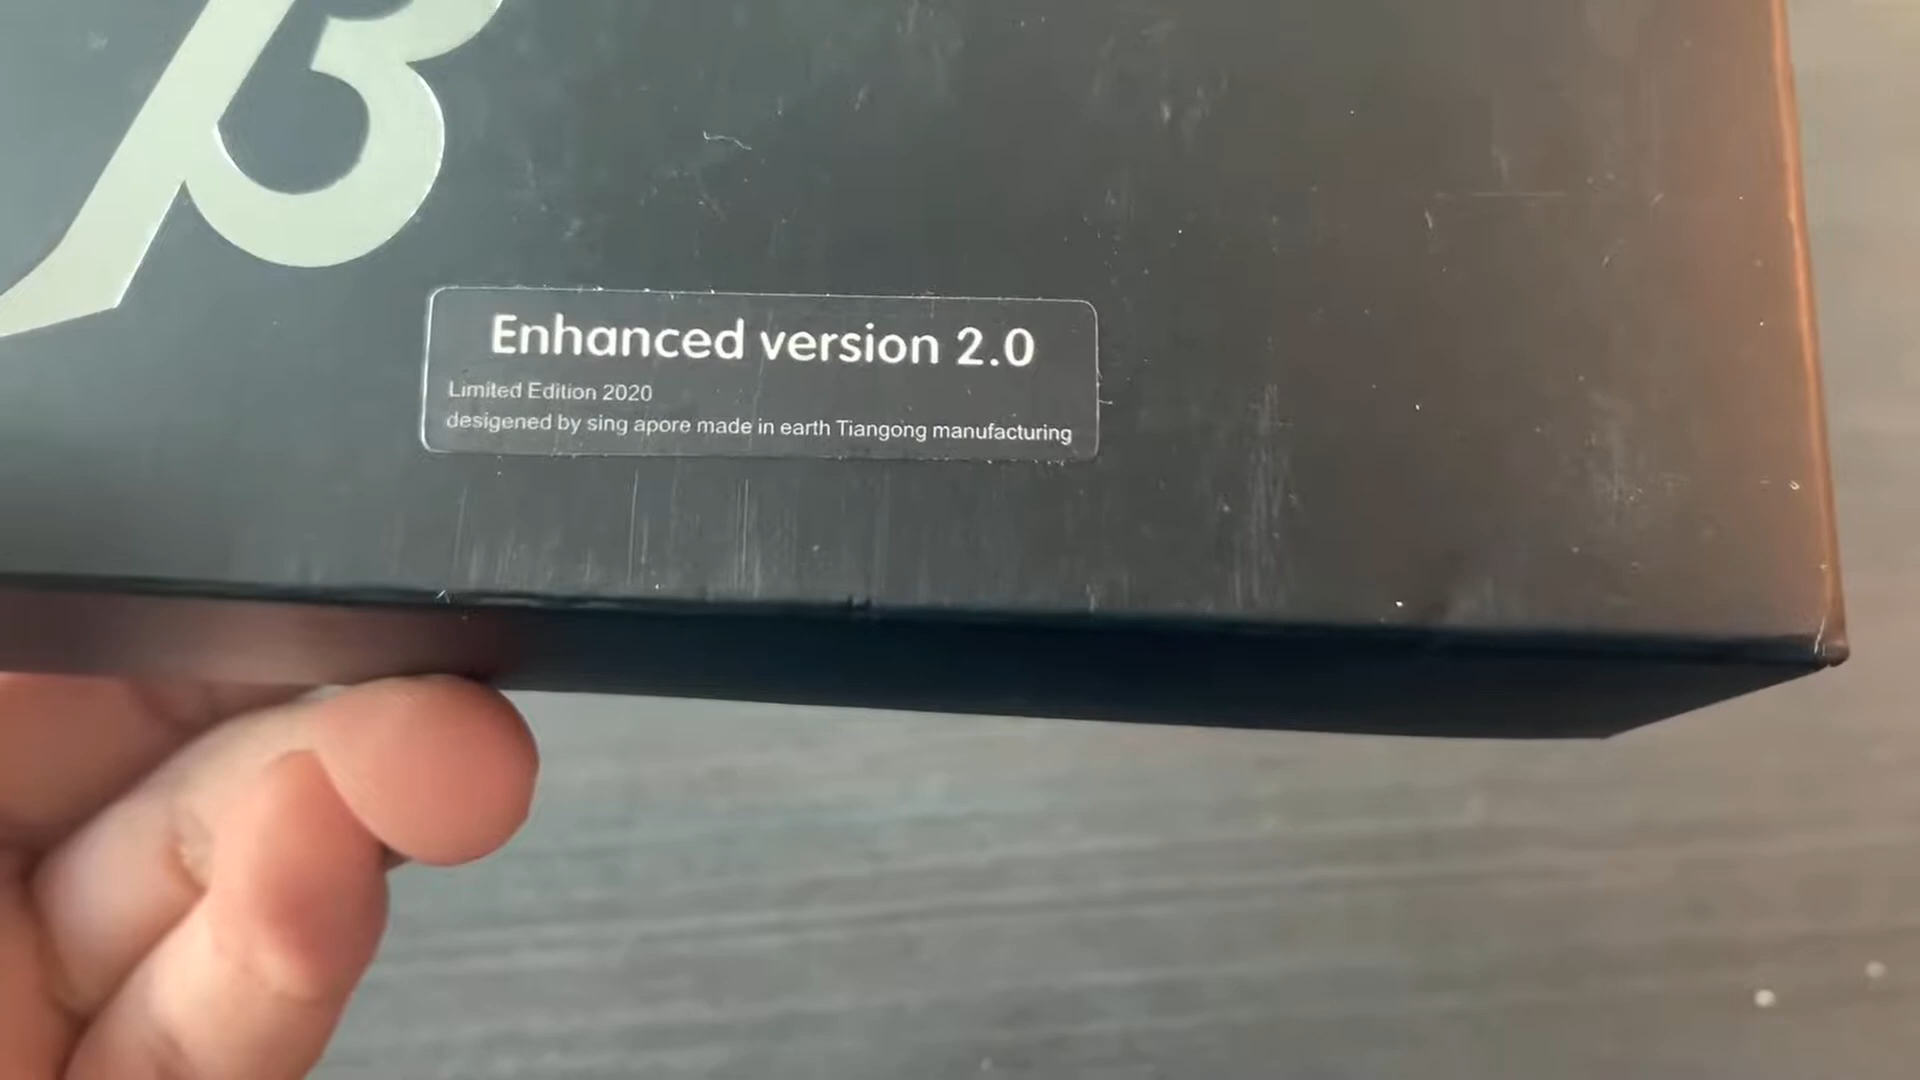 β
Enhanced version 2.0
Limited Edition 2020
desigened by sing apore made in earth Tiangong manufacturing